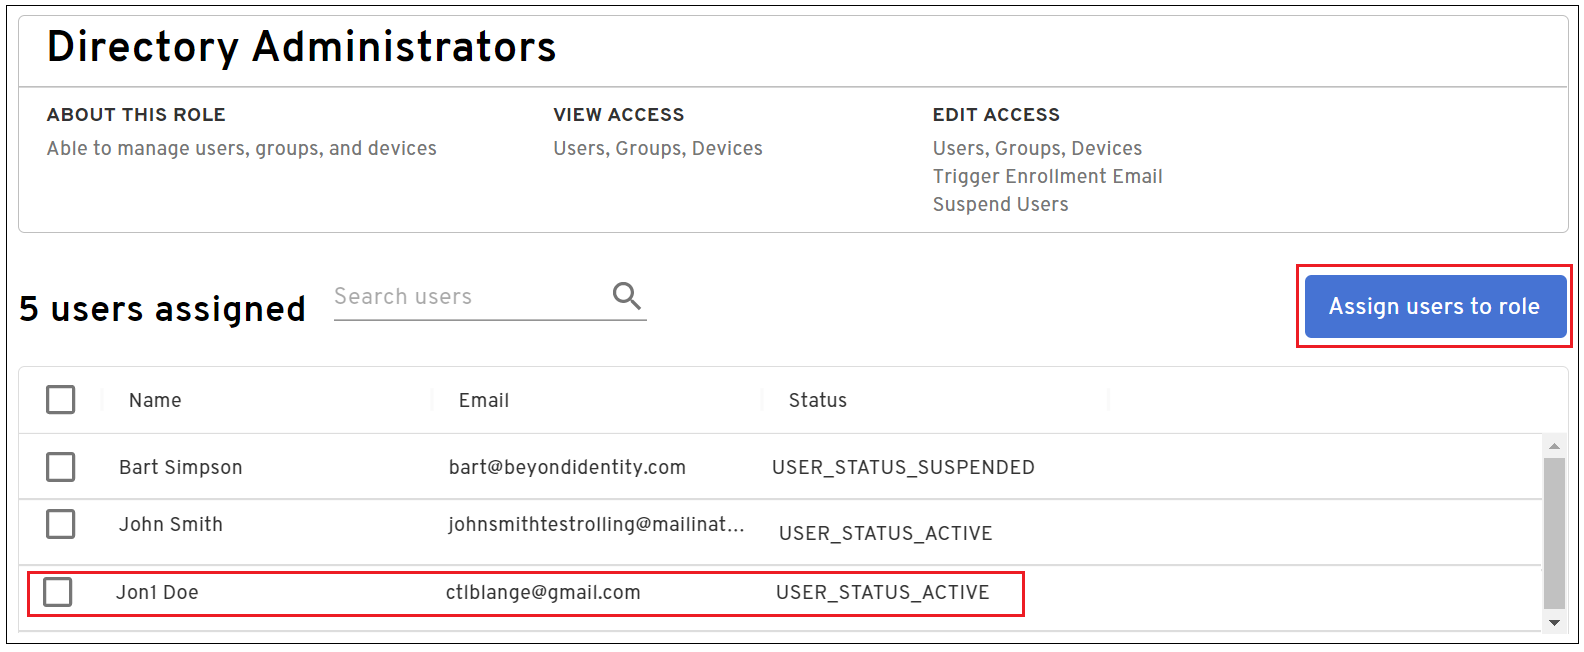 Directory Administrators
ABOUT THIS ROLE VIEW ACCESS EDIT ACCESS
Able to manage users, groups, and devices Users, Groups, Devices Users, Groups, Devices
Trigger Enrollment Email
Suspend Users
5 users assigned Search users Assign users to role
Name Email Status
Bart Simpson bart@beyondidentity.com USER_STATUS_SUSPENDED
John Smith johnsmithtestrolling@mailinat... USER_STATUS_ACTIVE
Jon1 Doe ctlblange@gmail.com USER_STATUS_ACTIVE